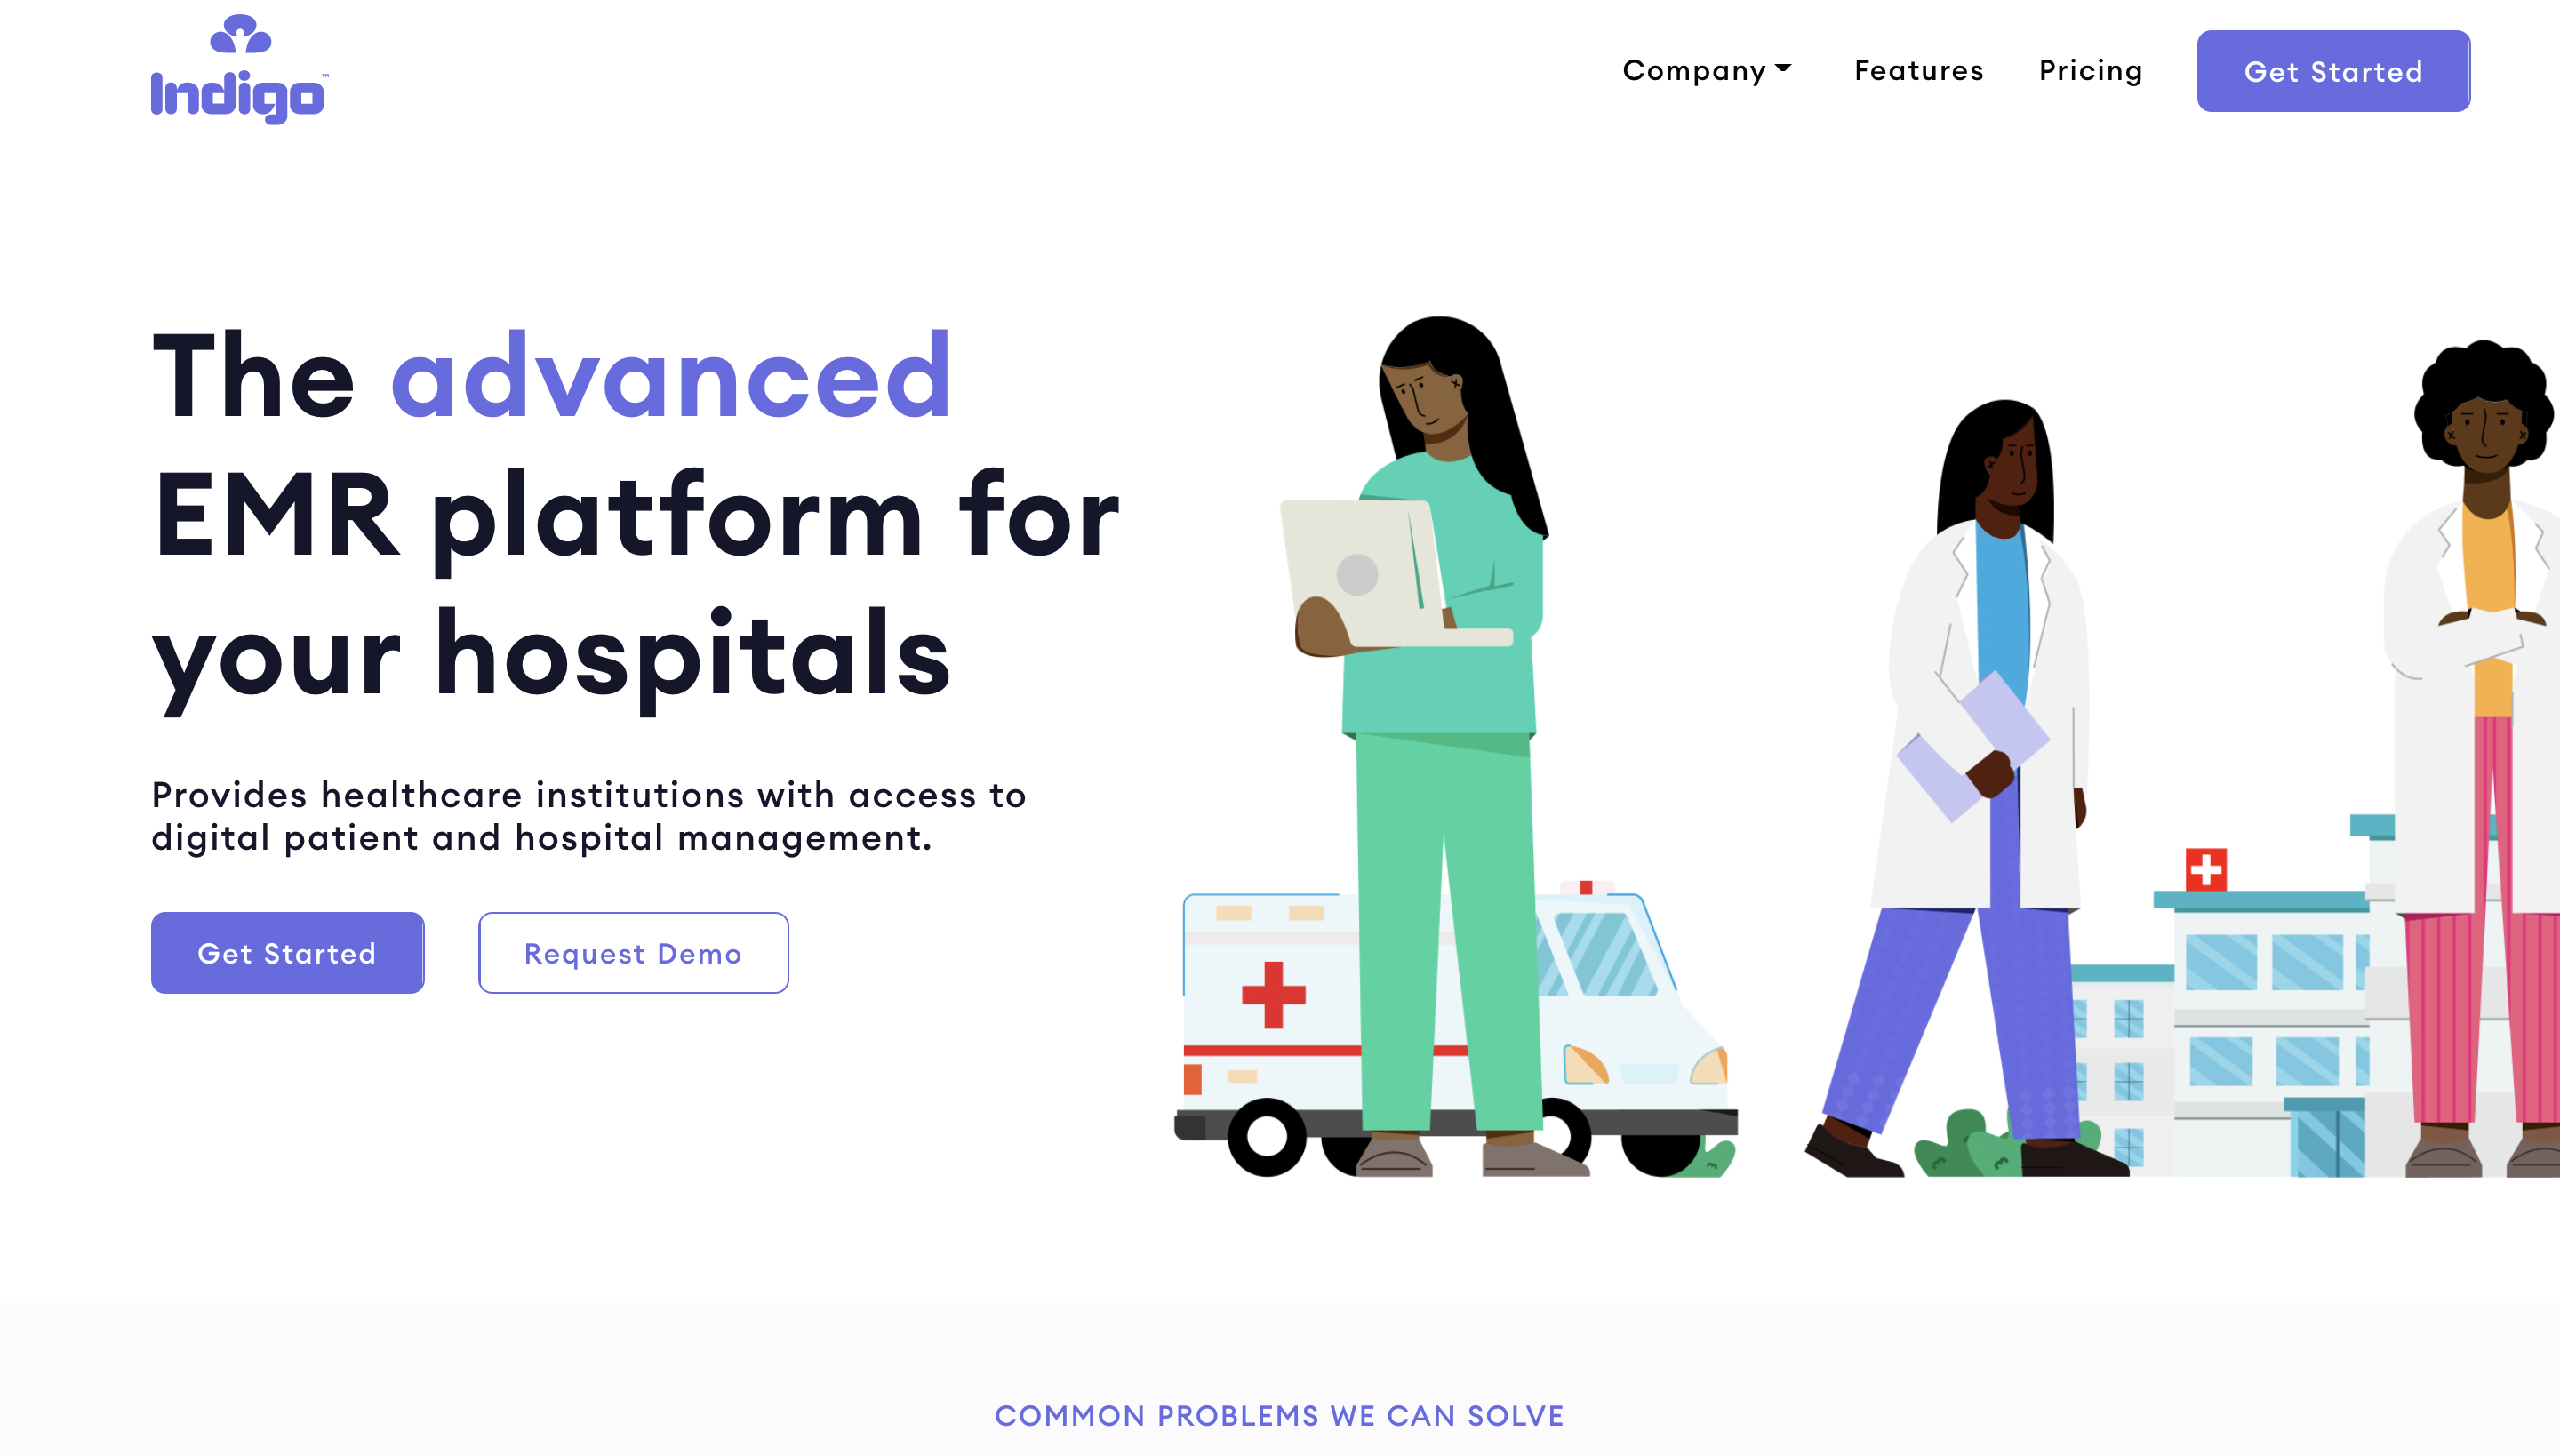 Indigo™
Company
Features
Pricing
Get Started
The advanced
EMR platform for
your hospitals
Provides healthcare institutions with access to
digital patient and hospital management.
Get Started
Request Demo
COMMON PROBLEMS WE CAN SOLVE